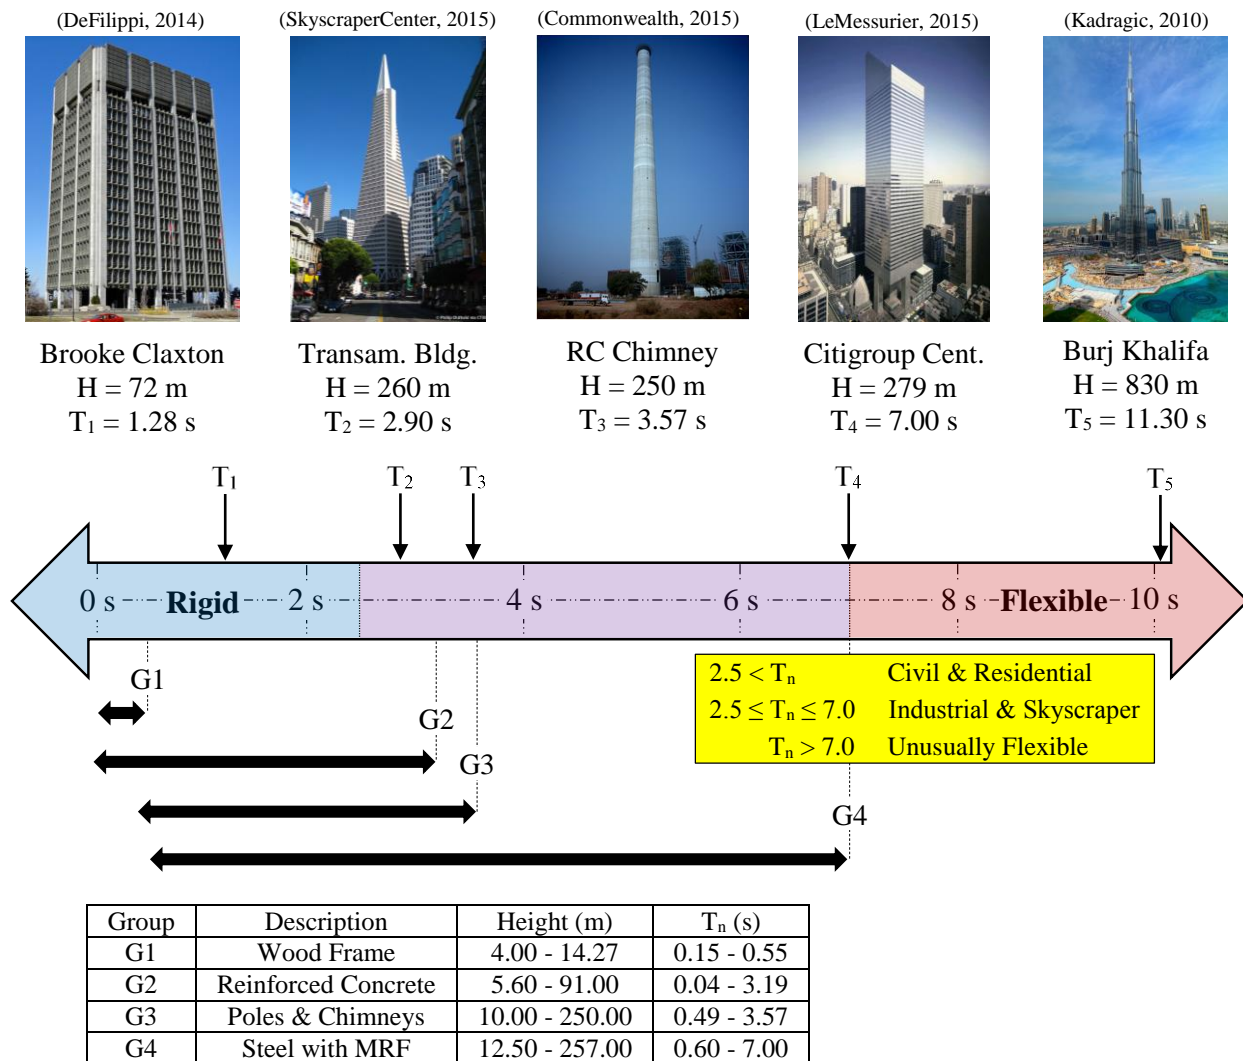 (DeFilippi, 2014) (SkyscraperCenter, 2015) (Commonwealth, 2015) (LeMessurier, 2015) (Kadragic, 2010)
Brooke Claxton
H = 72 m
T₁ = 1.28 s
Transam. Bldg.
H = 260 m
T₂ = 2.90 s
RC Chimney
H = 250 m
T₃ = 3.57 s
Citigroup Cent.
H = 279 m
T₄ = 7.00 s
Burj Khalifa
H = 830 m
T₅ = 11.30 s
T₁ T₂ T₃ T₄ T₅
0 s Rigid 2 s 4 s 6 s 8 s Flexible 10 s
G1
G2
G3
G4
2.5 < Tₙ Civil & Residential
2.5 ≤ Tₙ ≤ 7.0 Industrial & Skyscraper
Tₙ > 7.0 Unusually Flexible
Group Description Height (m) Tₙ (s)
G1 Wood Frame 4.00 - 14.27 0.15 - 0.55
G2 Reinforced Concrete 5.60 - 91.00 0.04 - 3.19
G3 Poles & Chimneys 10.00 - 250.00 0.49 - 3.57
G4 Steel with MRF 12.50 - 257.00 0.60 - 7.00